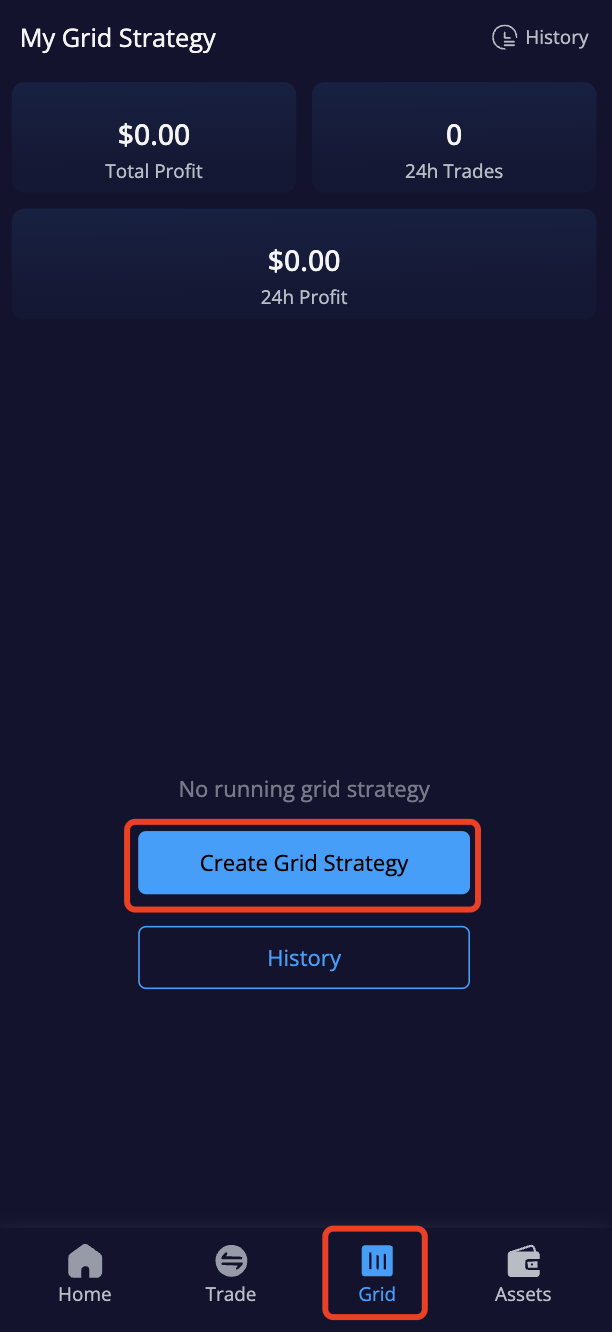 My Grid Strategy
History
$0.00
Total Profit
0
24h Trades
$0.00
24h Profit
No running grid strategy
Create Grid Strategy
History
Home
Trade
Grid
Assets